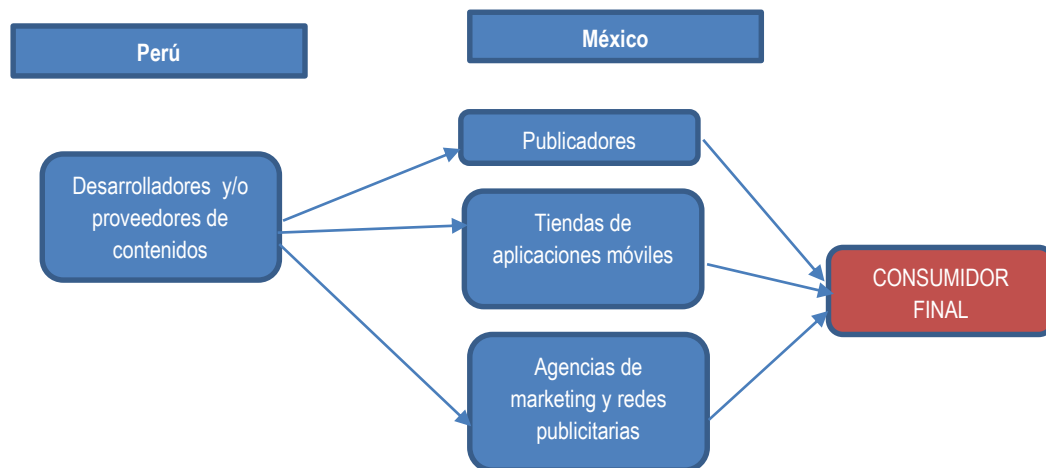 Perú
México
Desarrolladores y/o
proveedores de
contenidos
Publicadores
Tiendas de
aplicaciones móviles
Agencias de
marketing y redes
publicitarias
CONSUMIDOR
FINAL